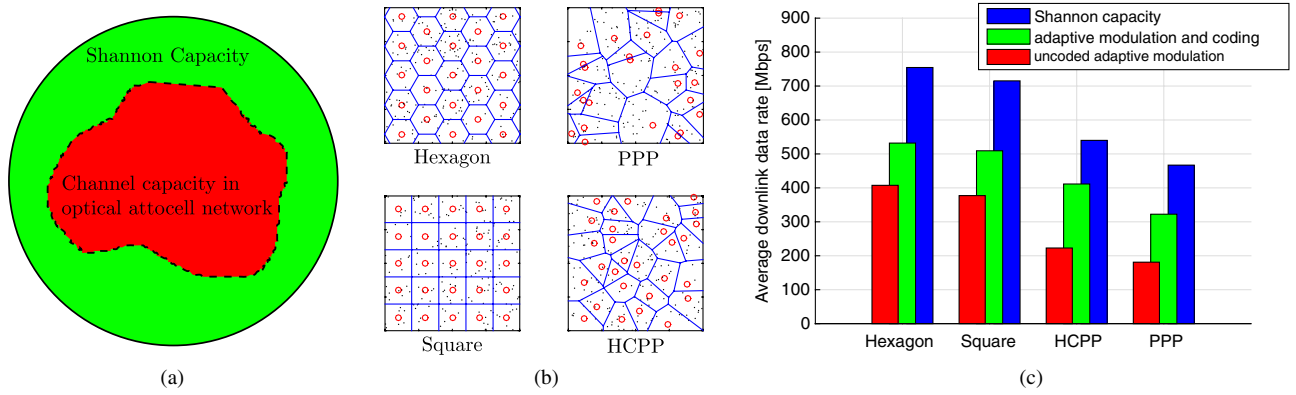 Shannon Capacity
Channel capacity in
optical attocell network
(a)
Hexagon
PPP
Square
HCPP
(b)
900
800
700
600
500
400
300
200
100
0
Average downlink data rate [Mbps]
Shannon capacity
adaptive modulation and coding
uncoded adaptive modulation
Hexagon
Square
HCPP
PPP
(c)